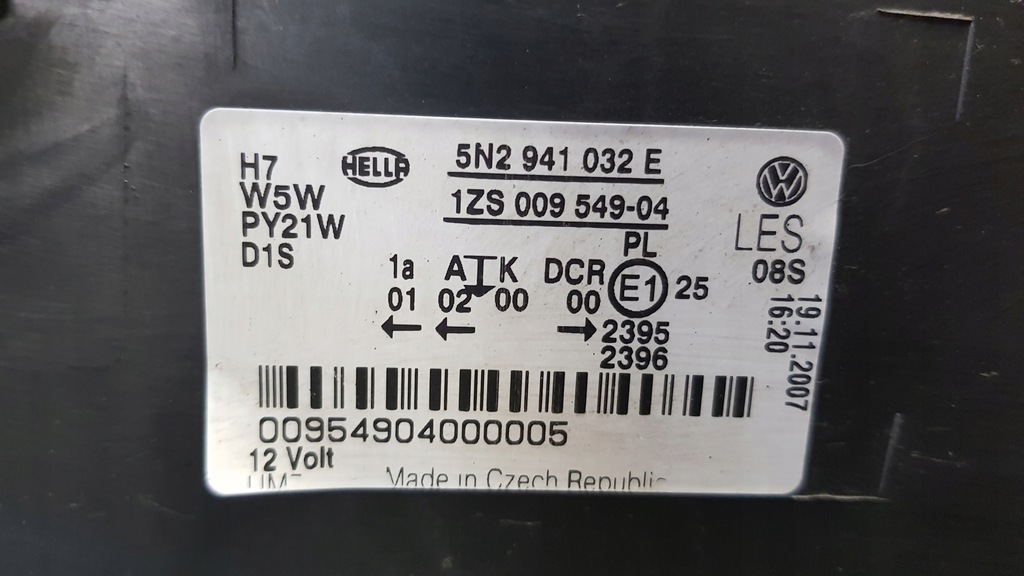 H7
W5W
PY21W
D1S
HELLA
5N2 941 032 E
1ZS 009 549-04
PL
1a A K DCR
01 02 00 00 E1 25
2395
2396
VW
LES
08S
19.11.2007
16:20
00954904000005
12 Volt
Made in Czech Republic